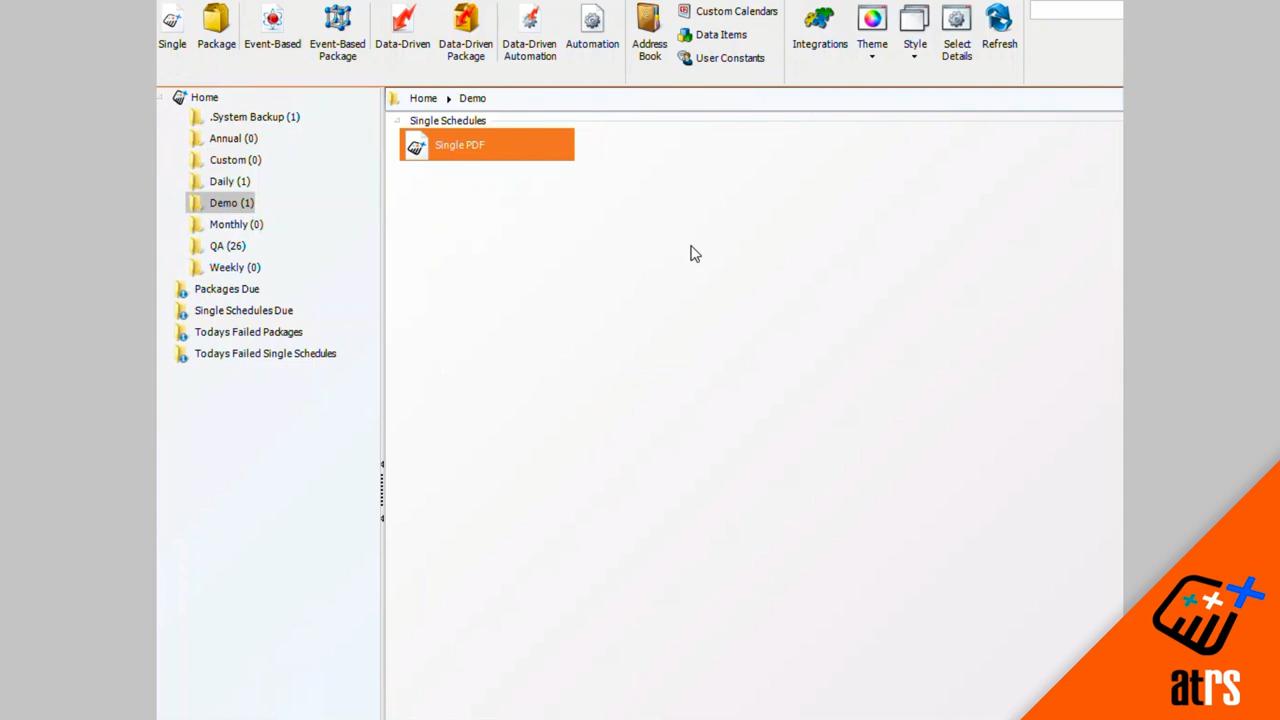 Single
Package
Event-Based
Event-Based
Package
Data-Driven
Data-Driven
Package
Data-Driven
Automation
Automation
Address
Book
Custom Calendars
Data Items
User Constants
Integrations
Theme
Style
Select
Details
Refresh
Home
.System Backup (1)
Annual (0)
Custom (0)
Daily (1)
Demo (1)
Monthly (0)
QA (26)
Weekly (0)
Packages Due
Single Schedules Due
Todays Failed Packages
Todays Failed Single Schedules
Home Demo
Single Schedules
Single PDF
atrs